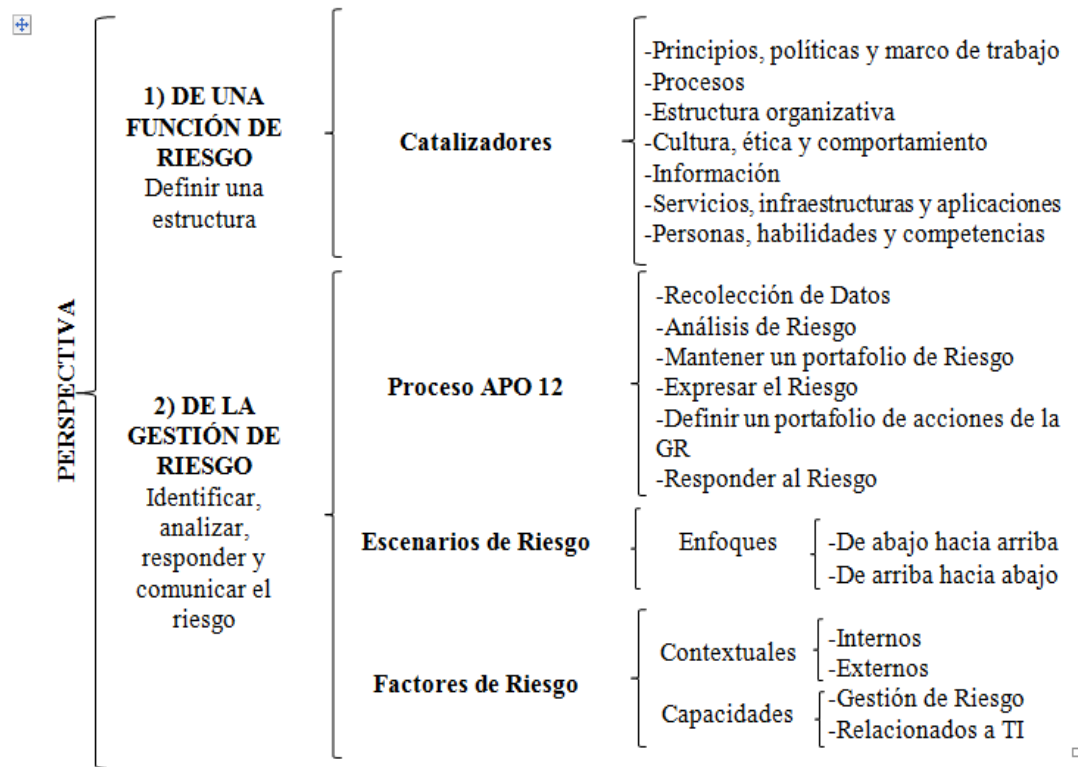 PERSPECTIVA
1) DE UNA
FUNCIÓN DE
RIESGO
Definir una
estructura
Catalizadores
-Principios, políticas y marco de trabajo
-Procesos
-Estructura organizativa
-Cultura, ética y comportamiento
-Información
-Servicios, infraestructuras y aplicaciones
-Personas, habilidades y competencias
2) DE LA
GESTIÓN DE
RIESGO
Identificar,
analizar,
responder y
comunicar el
riesgo
Proceso APO 12
-Recolección de Datos
-Análisis de Riesgo
-Mantener un portafolio de Riesgo
-Expresar el Riesgo
-Definir un portafolio de acciones de la
GR
-Responder al Riesgo
Escenarios de Riesgo
Enfoques
-De abajo hacia arriba
-De arriba hacia abajo
Factores de Riesgo
Contextuales
-Internos
-Externos
Capacidades
-Gestión de Riesgo
-Relacionados a TI